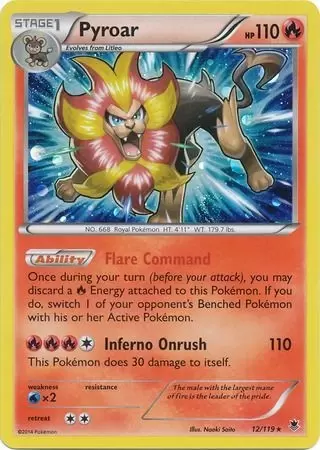 STAGE1
Pyroar
HP110
Evolves from Litleo
NO. 668 Royal Pokémon HT. 4'11" WT. 179.7 lbs.
Ability Flare Command
Once during your turn (before your attack), you may
discard a Energy attached to this Pokémon. If you
do, switch 1 of your opponent's Benched Pokémon
with his or her Active Pokémon.
Inferno Onrush 110
This Pokémon does 30 damage to itself.
weakness resistance
×2
retreat
The male with the largest mane
of fire is the leader of the pride.
Illus. Naoki Saito 12/119
©2014 Pokémon